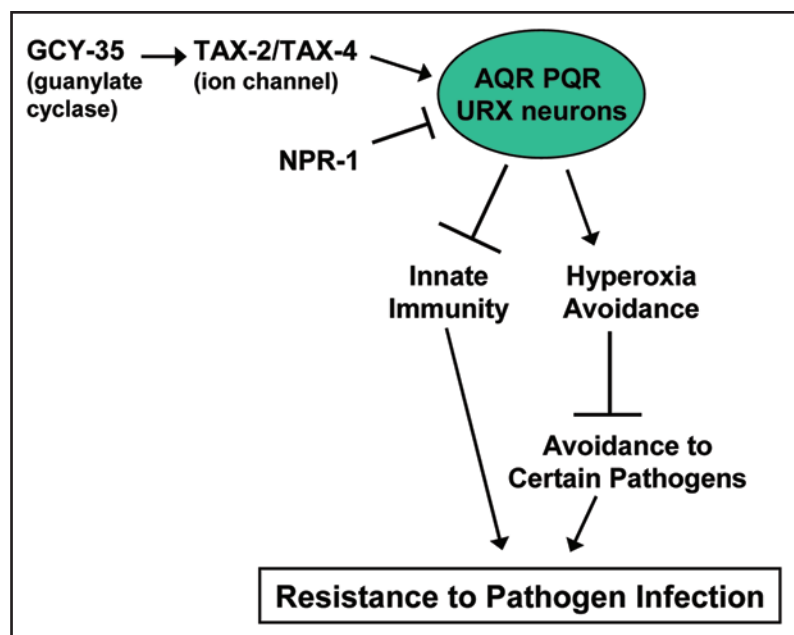 GCY-35
(guanylate
cyclase)
TAX-2/TAX-4
(ion channel)
AQR PQR
URX neurons
NPR-1
Innate
Immunity
Hyperoxia
Avoidance
Avoidance to
Certain Pathogens
Resistance to Pathogen Infection